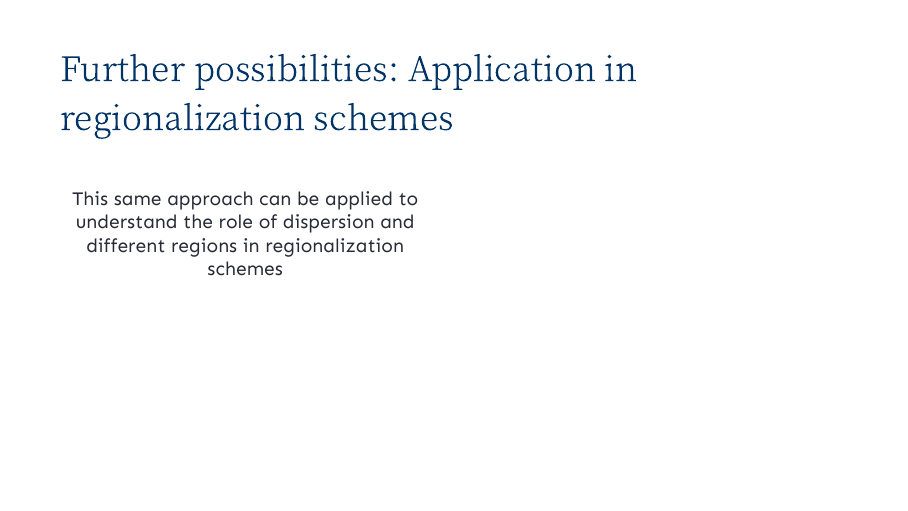 Further possibilities: Application in
regionalization schemes
This same approach can be applied to
understand the role of dispersion and
different regions in regionalization
schemes